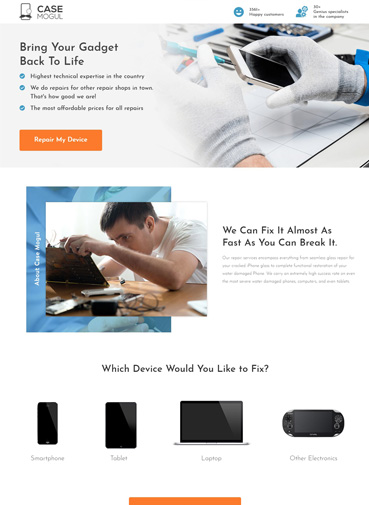 CASE
MOGUL
3580+
Happy customers
30+
Genius specialists
in the company
Bring Your Gadget
Back To Life
Highest technical expertise in the country
We do repairs for other repair shops in town.
That's how good we are!
The most affordable prices for all repairs
Repair My Device
About Case Mogul
We Can Fix It Almost As
Fast As You Can Break It.
Our repair services encompass everything from spotless glass repair for
your cracked iPhone glass to complete functional restoration of your
water damaged Phone. We carry an extremely high success rate on even
the most severe water damaged phones, computers, and even tablets.
Which Device Would You Like to Fix?
Smartphone
Tablet
Laptop
Other Electronics